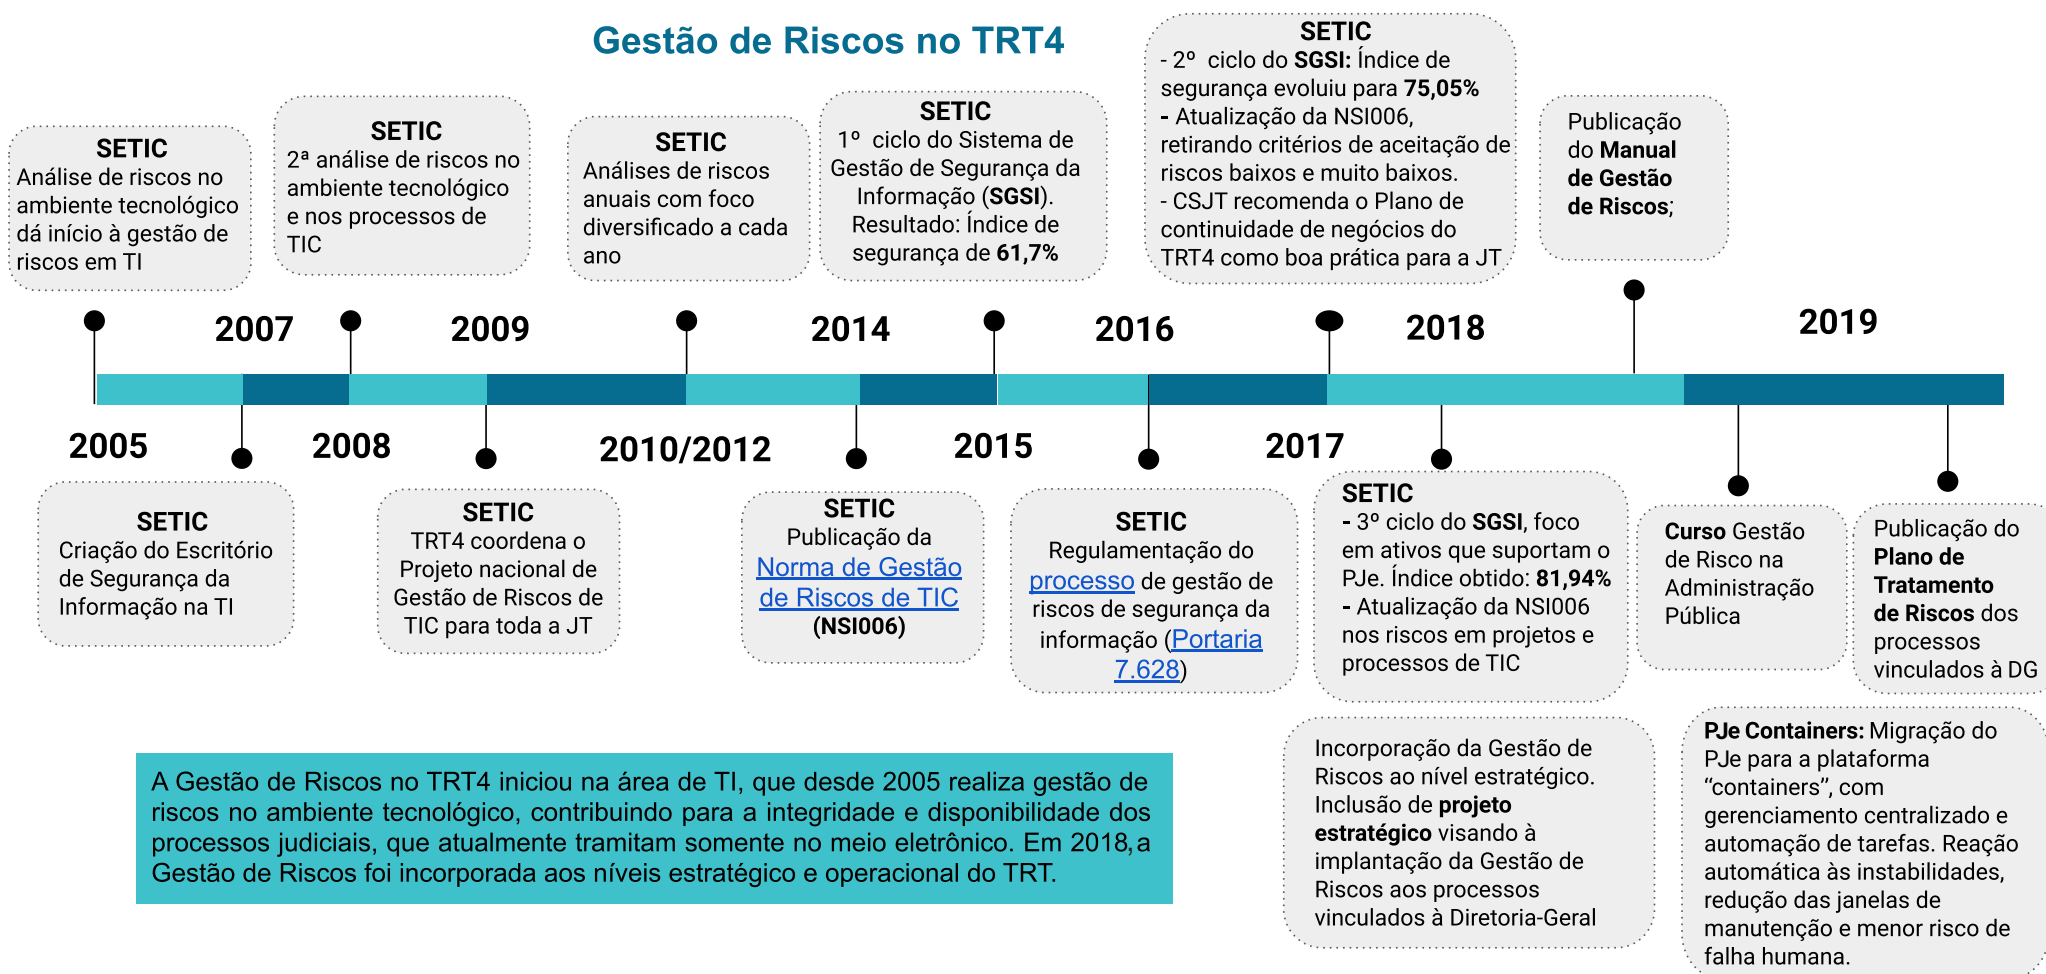 Gestão de Riscos no TRT4
SETIC
Análise de riscos no
ambiente tecnológico
dá início à gestão de
riscos em TI
SETIC
2ª análise de riscos no
ambiente tecnológico
e nos processos de
TIC
SETIC
Análises de riscos
anuais com foco
diversificado a cada
ano
SETIC
1º ciclo do Sistema de
Gestão de Segurança da
Informação (SGSI).
Resultado: Índice de
segurança de 61,7%
SETIC
- 2º ciclo do SGSI: Índice de
segurança evoluiu para 75,05%
- Atualização da NSI006,
retirando critérios de aceitação de
riscos baixos e muito baixos.
- CSJT recomenda o Plano de
continuidade de negócios do
TRT4 como boa prática para a JT
Publicação
do Manual
de Gestão
de Riscos;
2007
2009
2014
2016
2018
2019
2005
2008
2010/2012
2015
2017
SETIC
Criação do Escritório
de Segurança da
Informação na TI
SETIC
TRT4 coordena o
Projeto nacional de
Gestão de Riscos de
TIC para toda a JT
SETIC
Publicação da
Norma de Gestão
de Riscos de TIC
(NSI006)
SETIC
Regulamentação do
processo de gestão de
riscos de segurança da
informação (Portaria
7.628)
SETIC
- 3º ciclo do SGSI, foco
em ativos que suportam o
PJe. Índice obtido: 81,94%
- Atualização da NSI006
nos riscos em projetos e
processos de TIC
Curso Gestão
de Risco na
Administração
Pública
Publicação do
Plano de
Tratamento
de Riscos dos
processos
vinculados à DG
Incorporação da Gestão de
Riscos ao nível estratégico.
Inclusão de projeto
estratégico visando à
implantação da Gestão de
Riscos aos processos
vinculados à Diretoria-Geral
PJe Containers: Migração do
PJe para a plataforma
“containers”, com
gerenciamento centralizado e
automação de tarefas. Reação
automática às instabilidades,
redução das janelas de
manutenção e menor risco de
falha humana.
A Gestão de Riscos no TRT4 iniciou na área de TI, que desde 2005 realiza gestão de
riscos no ambiente tecnológico, contribuindo para a integridade e disponibilidade dos
processos judiciais, que atualmente tramitam somente no meio eletrônico. Em 2018, a
Gestão de Riscos foi incorporada aos níveis estratégico e operacional do TRT.